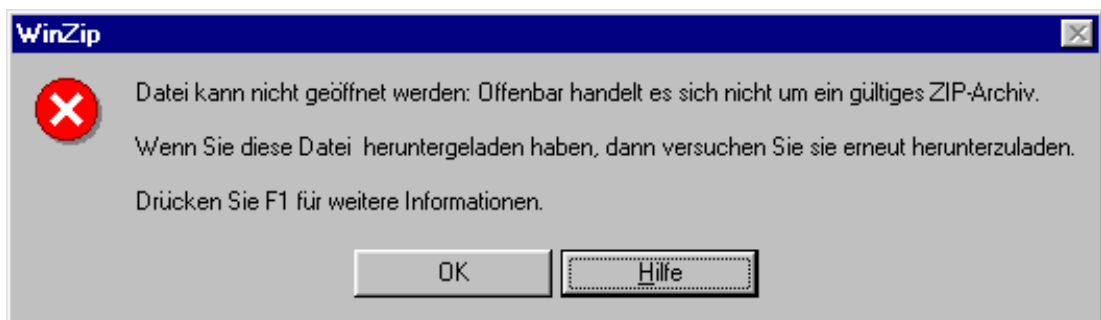 WinZip
Datei kann nicht geöffnet werden: Offenbar handelt es sich nicht um ein gültiges ZIP-Archiv.
Wenn Sie diese Datei heruntergeladen haben, dann versuchen Sie sie erneut herunterzuladen.
Drücken Sie F1 für weitere Informationen.
OK
Hilfe